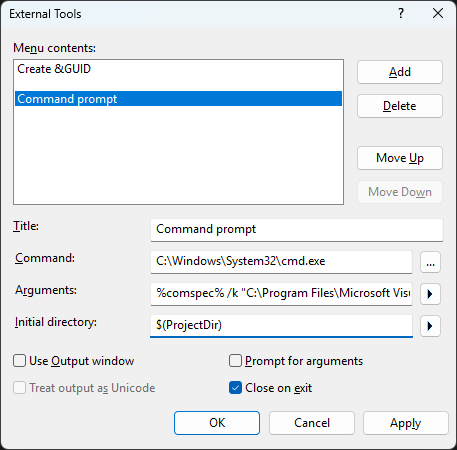 External Tools ?
Menu contents:
Create &GUID
Command prompt
Add
Delete
Move Up
Move Down
Title: Command prompt
Command: C:\Windows\System32\cmd.exe ...
Arguments: %comspec% /k "C:\Program Files\Microsoft Visu
Initial directory: $(ProjectDir)
Use Output window Prompt for arguments
Treat output as Unicode Close on exit
OK Cancel Apply